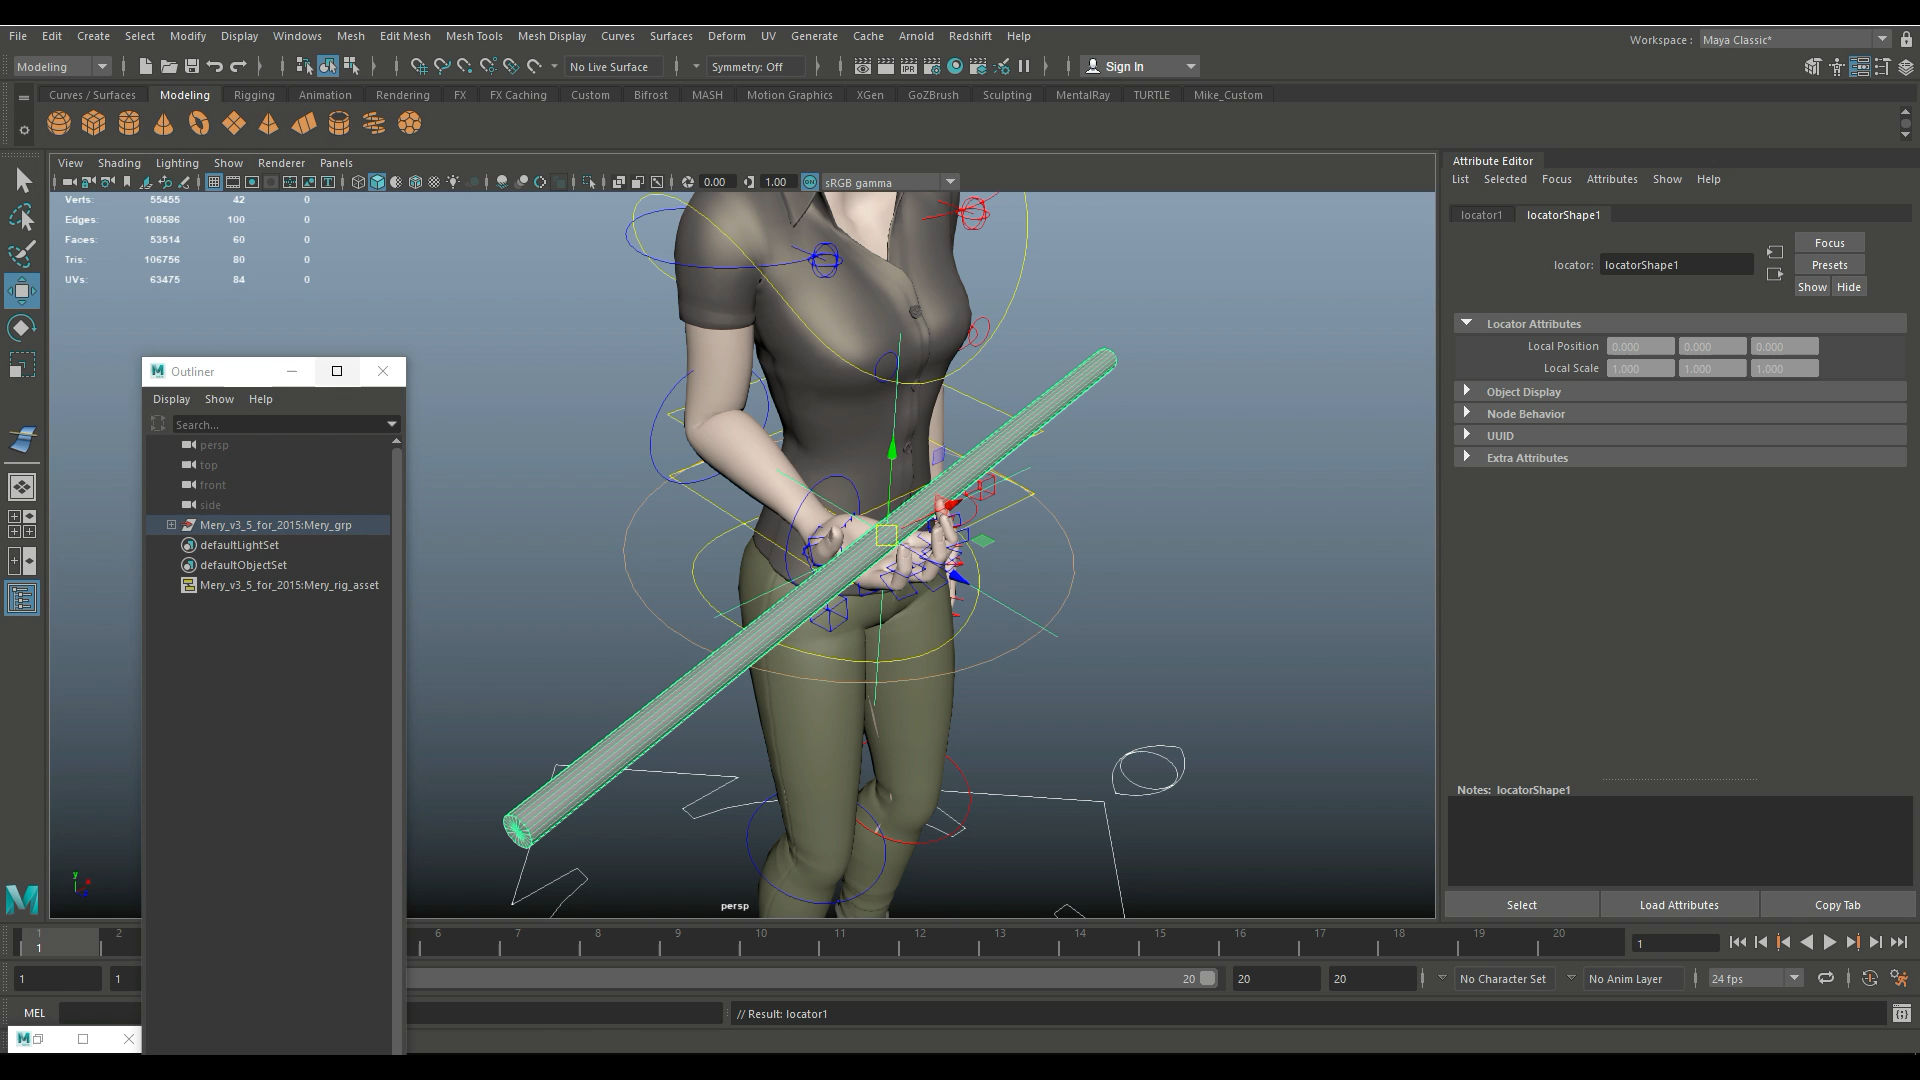 File Edit Create Select Modify Display Windows Mesh Edit Mesh Mesh Tools Mesh Display Curves Surfaces Deform UV Generate Cache Arnold Redshift Help
Workspace : Maya Classic*
Modeling
No Live Surface
Symmetry: Off
IPR
Sign In
Curves / Surfaces Modeling Rigging Animation Rendering FX FX Caching Custom Bifrost MASH Motion Graphics XGen GoZBrush Sculpting MentalRay TURTLE Mike_Custom
View Shading Lighting Show Renderer Panels
0.00 1.00 ON sRGB gamma
Verts: 55455 42 0
Edges: 108586 100 0
Faces: 53514 60 0
Tris: 106756 80 0
UVs: 63475 84 0
Outliner
Display Show Help
Search...
persp
top
front
side
Mery_v3_5_for_2015:Mery_grp
defaultLightSet
defaultObjectSet
Mery_v3_5_for_2015:Mery_rig_asset
y
persp
Attribute Editor
List Selected Focus Attributes Show Help
locator1 locatorShape1
locator: locatorShape1
Focus
Presets
Show Hide
Locator Attributes
Local Position 0.000 0.000 0.000
Local Scale 1.000 1.000 1.000
Object Display
Node Behavior
UUID
Extra Attributes
Notes: locatorShape1
Select Load Attributes Copy Tab
1 2 6 7 8 9 10 11 12 13 14 15 16 17 18 19 20
1
1
1 1 20 20 20 No Character Set No Anim Layer 24 fps
MEL
// Result: locator1